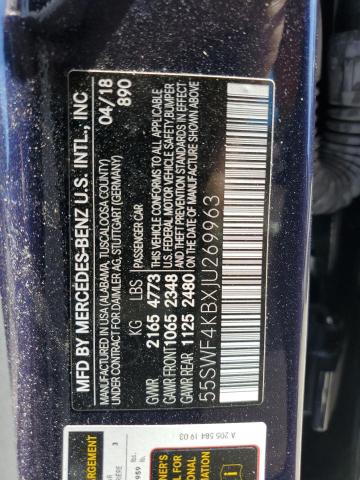 MFD BY MERCEDES-BENZ U.S. INTL., INC.
MANUFACTURED IN USA (ALABAMA, TUSCALOOSA COUNTY)
UNDER CONTRACT FOR DAIMLER AG, STUTTGART (GERMANY)
04/18
890
KG LBS PASSENGER CAR
GVWR 2165 4773
GAWR FRONT 1065 2348
GAWR REAR 1125 2480
THIS VEHICLE CONFORMS TO ALL APPLICABLE
U.S. FEDERAL MOTOR VEHICLE SAFETY, BUMPER
AND THEFT PREVENTION STANDARDS IN
EFFECT ON THE DATE OF MANUFACTURE
SHOWN ABOVE.
55SWF4KBXJU269963
A 205 584 19 03
3
959 lbs.